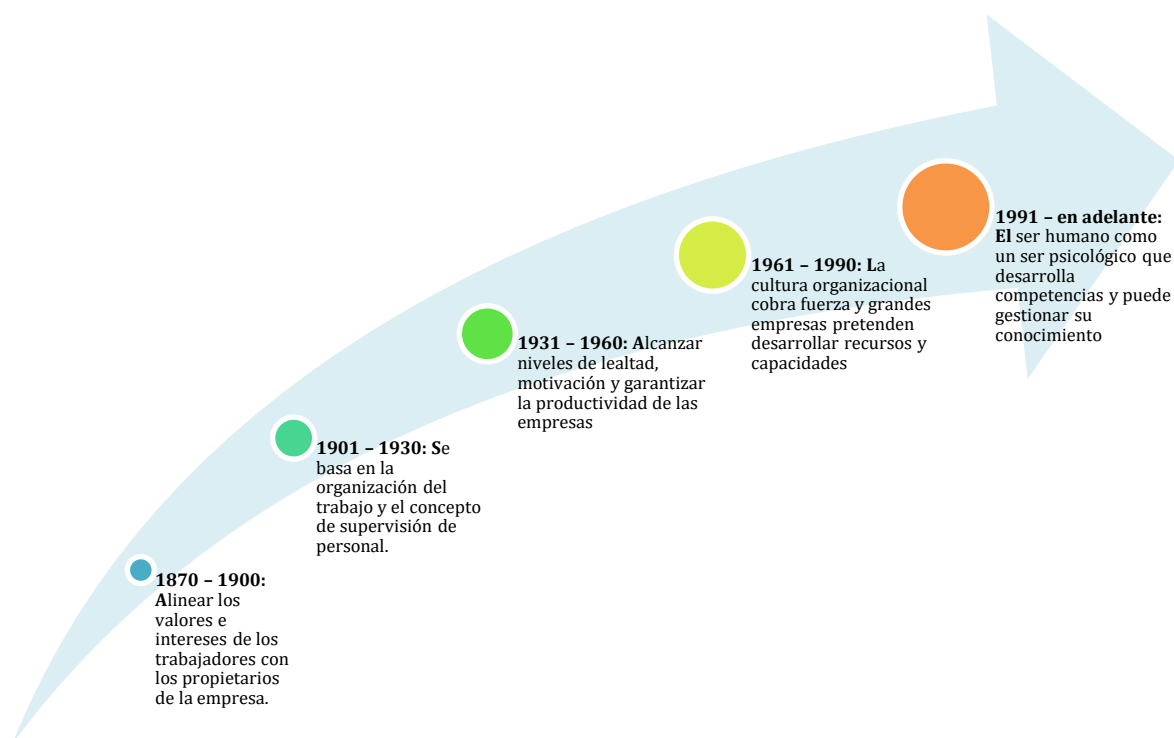 1870 – 1900:
Alinear los
valores e
intereses de los
trabajadores con
los propietarios
de la empresa.
1901 – 1930: Se
basa en la
organización del
trabajo y el concepto
de supervisión de
personal.
1931 – 1960: Alcanzar
niveles de lealtad,
motivación y garantizar
la productividad de las
empresas
1961 – 1990: La
cultura organizacional
cobra fuerza y grandes
empresas pretenden
desarrollar recursos y
capacidades
1991 – en adelante:
El ser humano como
un ser psicológico que
desarrolla
competencias y puede
gestionar su
conocimiento